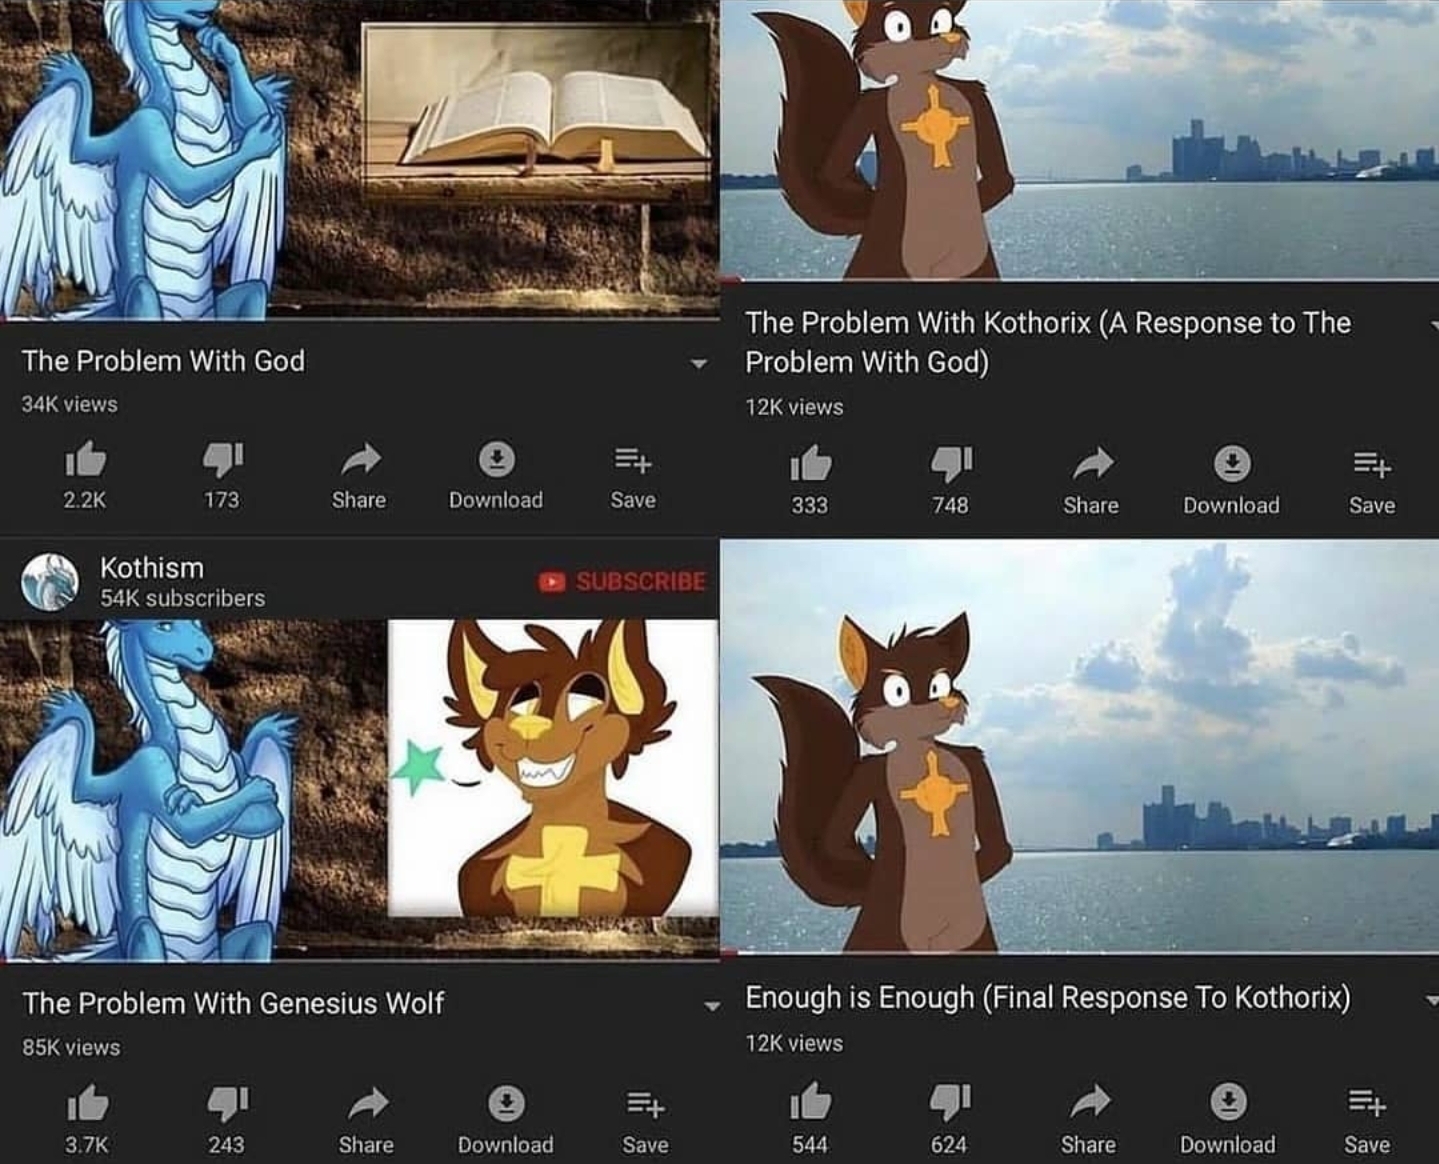 The Problem With God
34K views
2.2K
173
Share
Download
Save
The Problem With Kothorix (A Response to The
Problem With God)
12K views
333
748
Share
Download
Save
Kothism
54K subscribers
SUBSCRIBE
The Problem With Genesius Wolf
85K views
3.7K
243
Share
Download
Save
Enough is Enough (Final Response To Kothorix)
12K views
544
624
Share
Download
Save